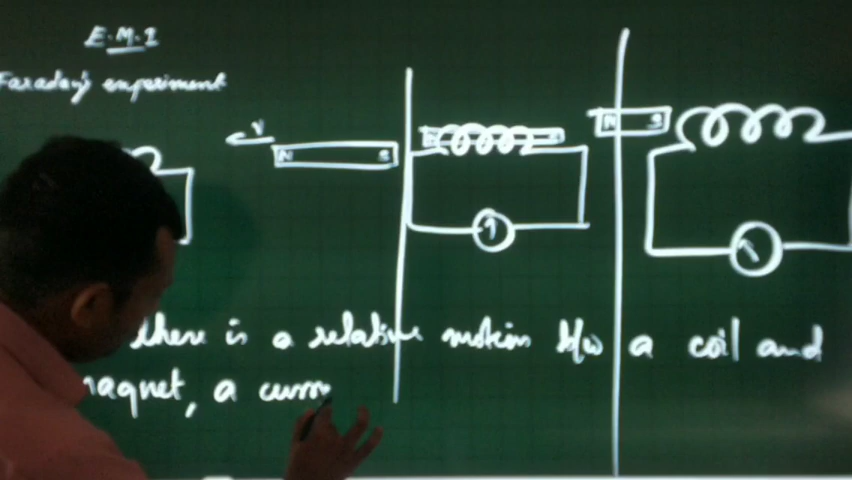 E.M.I
Faraday's experiment
v
N S
N S
N S
there is a relative motion b/w a coil and
magnet, a curr